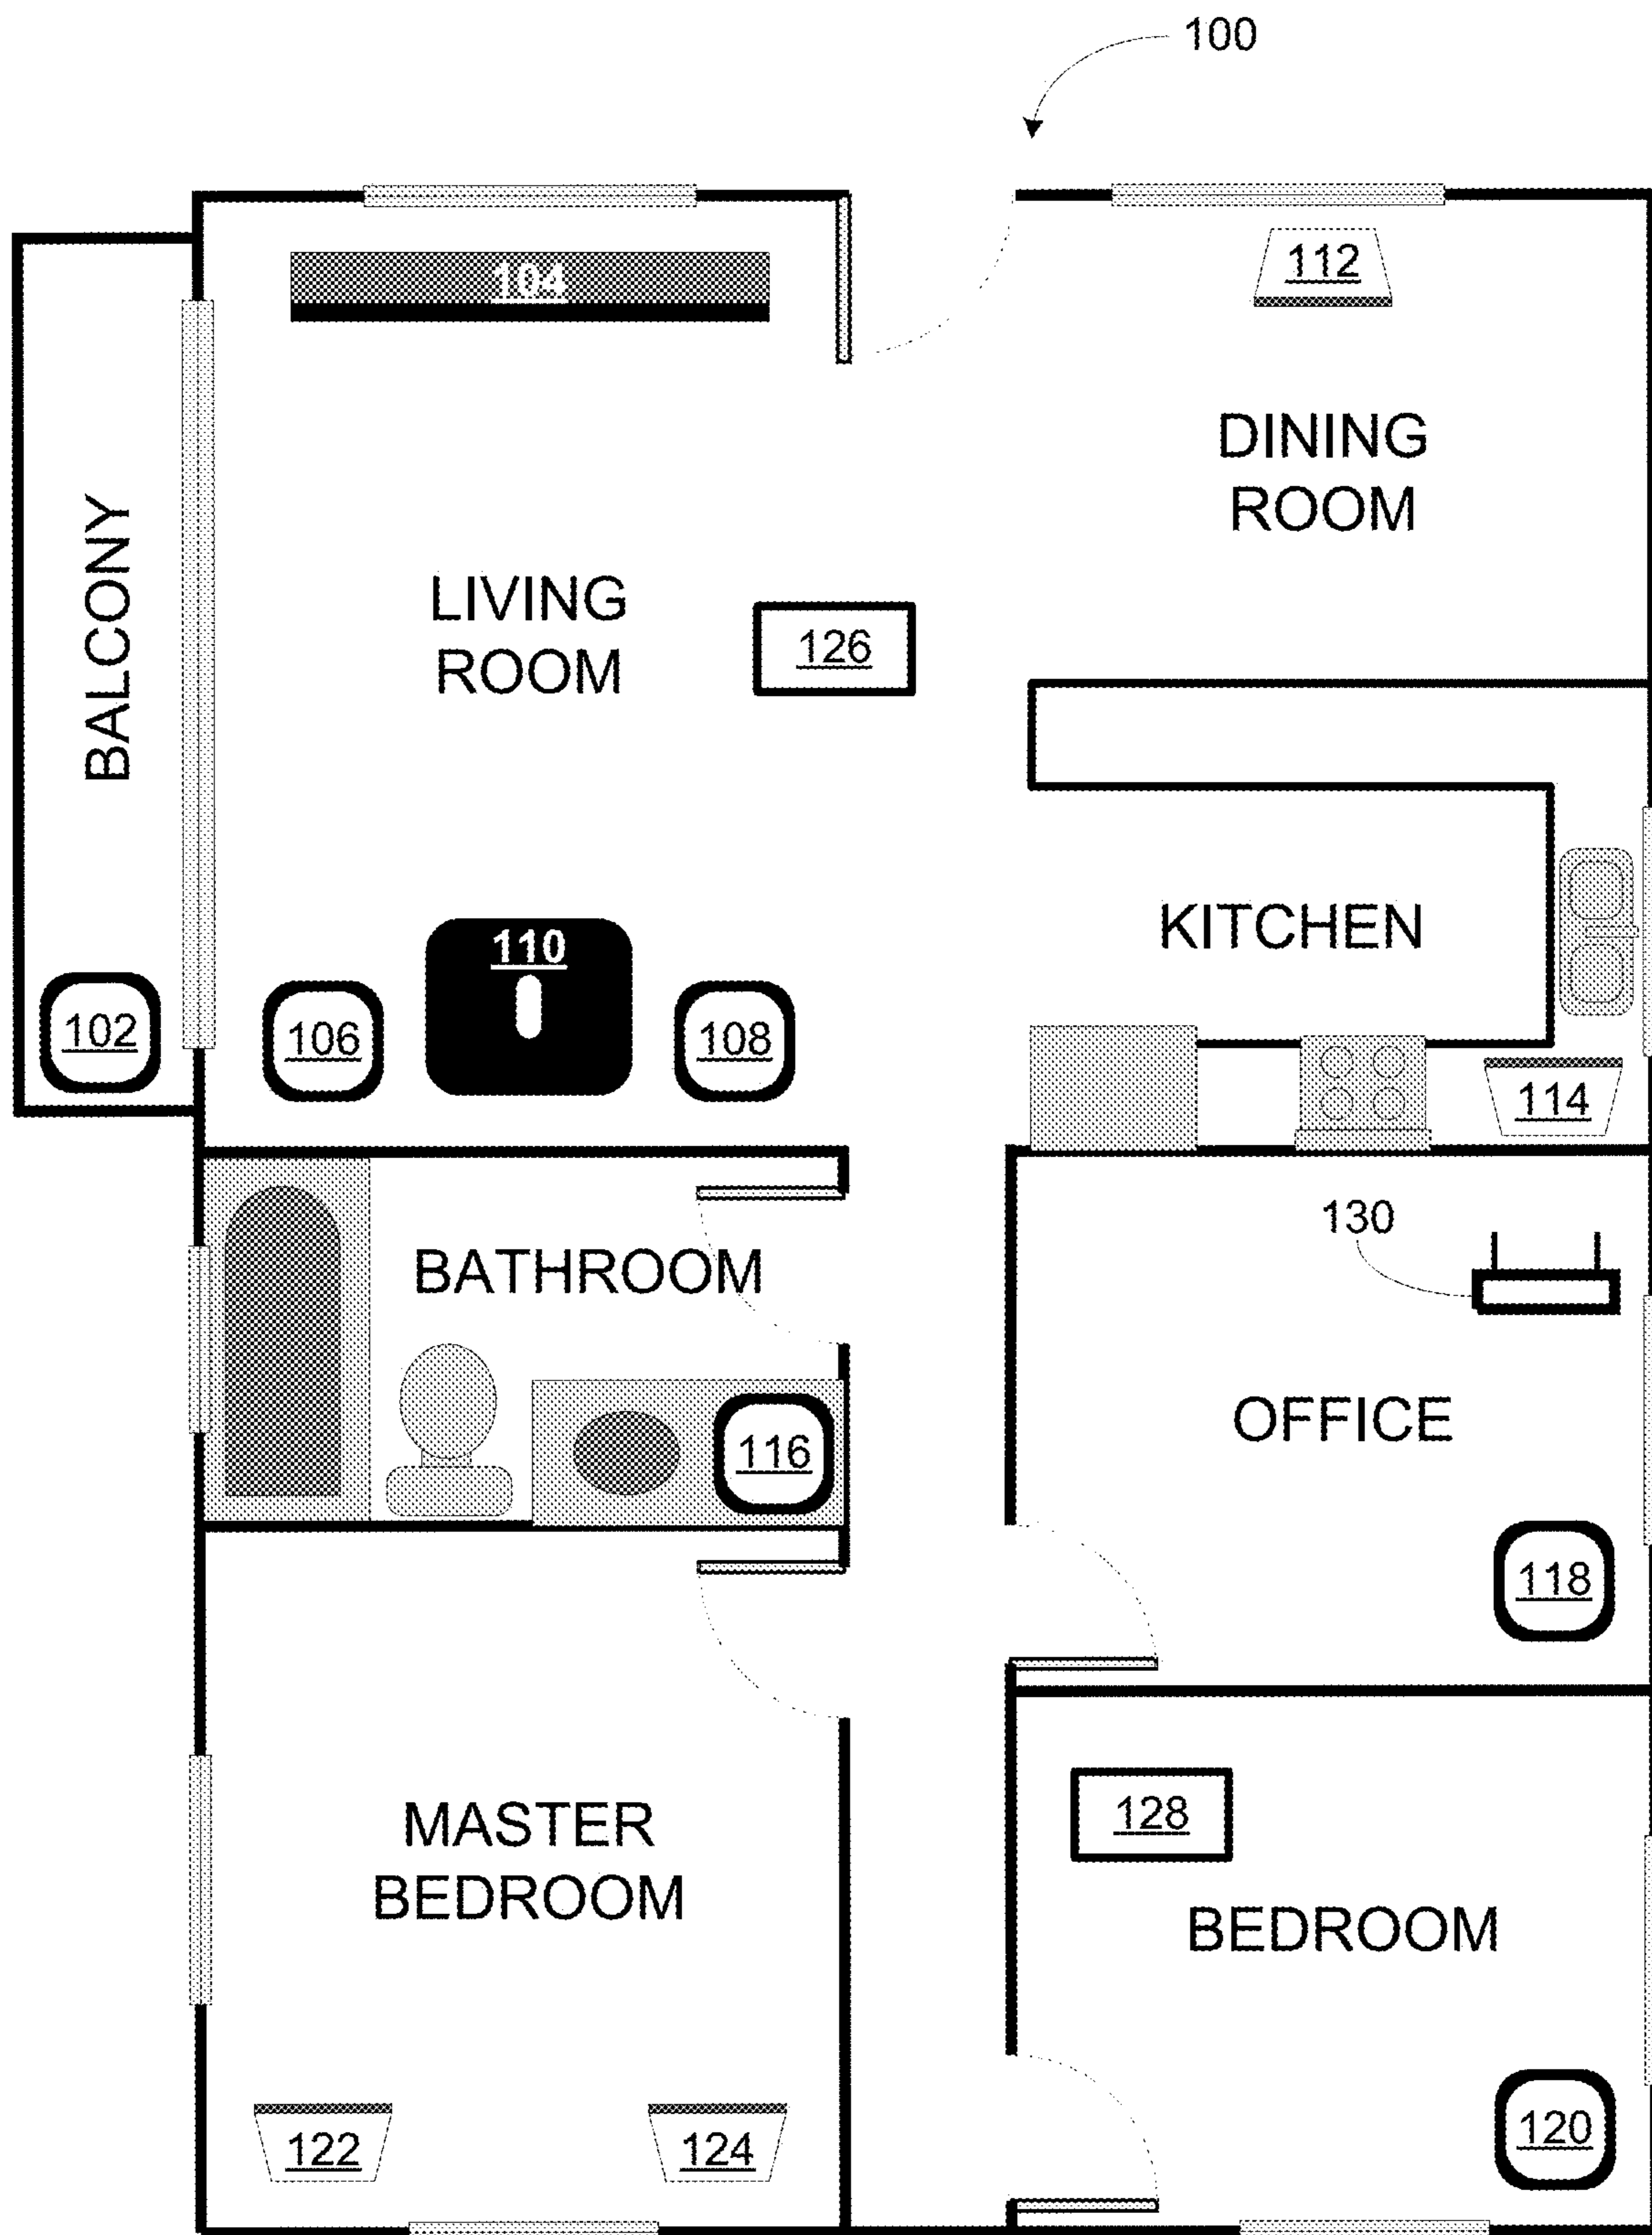 100
104
112
DINING
ROOM
BALCONY
LIVING
ROOM
126
KITCHEN
110
102
106
108
114
130
BATHROOM
OFFICE
116
118
MASTER
BEDROOM
128
BEDROOM
122
124
120